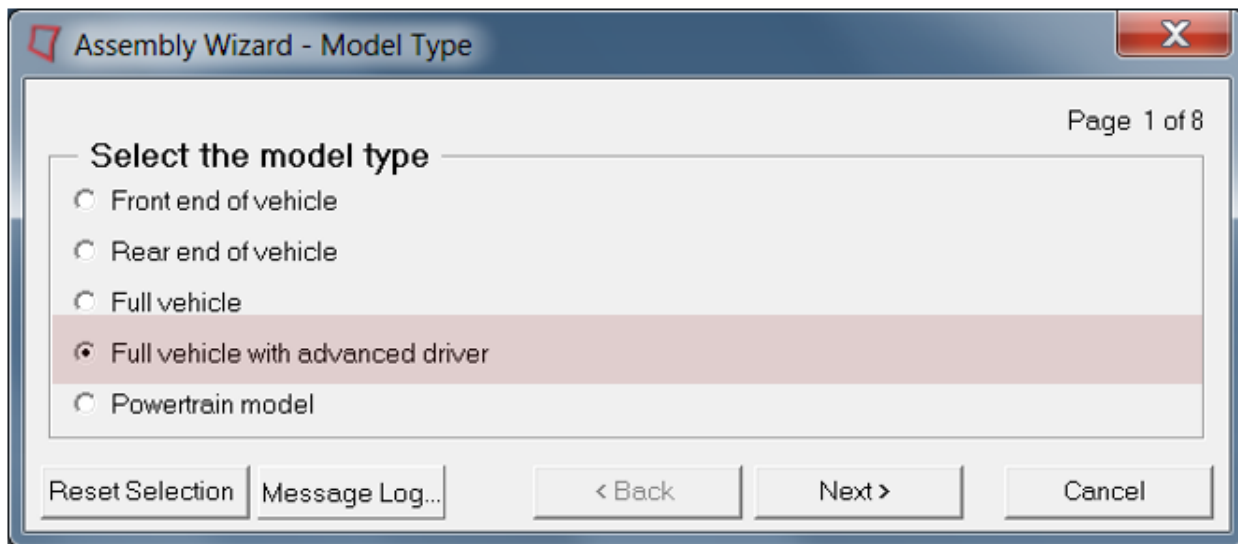 Assembly Wizard - Model Type
Page 1 of 8
Select the model type
Front end of vehicle
Rear end of vehicle
Full vehicle
Full vehicle with advanced driver
Powertrain model
Reset Selection Message Log... < Back Next > Cancel